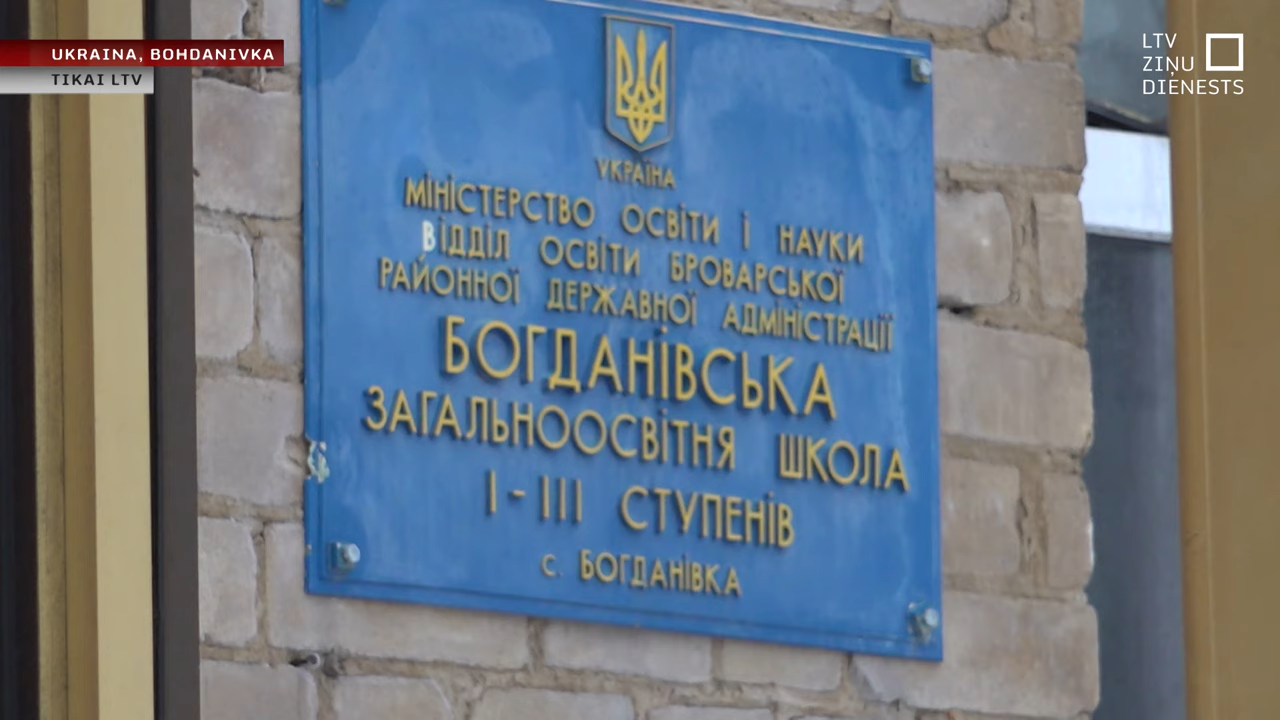 UKRAINA, BOHDANIVKA
TIKAI LTV
LTV
ZIŅU
DIENESTS
УКРАЇНА
МІНІСТЕРСТВО ОСВІТИ І НАУКИ
ВІДДІЛ ОСВІТИ БРОВАРСЬКОЇ
РАЙОННОЇ ДЕРЖАВНОЇ АДМІНІСТРАЦІЇ
БОГДАНІВСЬКА
ЗАГАЛЬНООСВІТНЯ ШКОЛА
І-ІІІ СТУПЕНІВ
с. БОГДАНІВКА